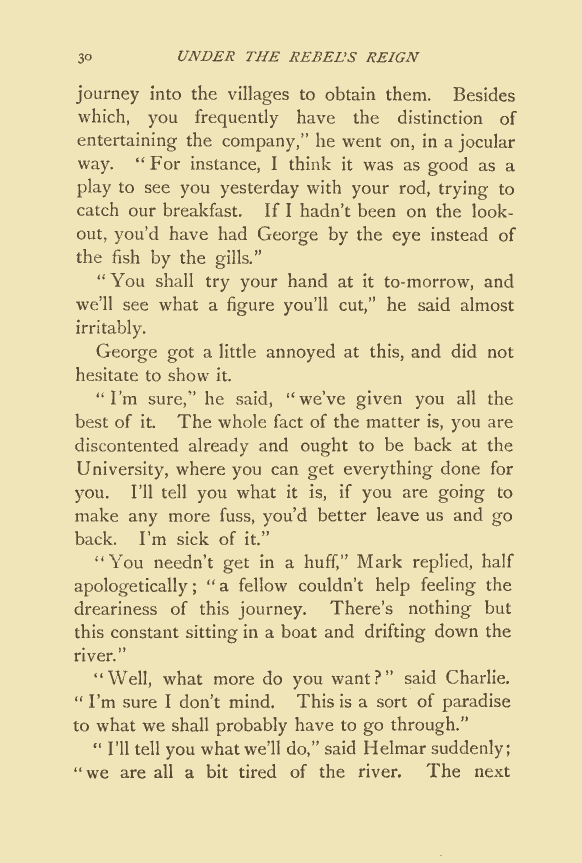 30 UNDER THE REBEL'S REIGN
journey into the villages to obtain them. Besides
which, you frequently have the distinction of
entertaining the company," he went on, in a jocular
way. "For instance, I think it was as good as a
play to see you yesterday with your rod, trying to
catch our breakfast. If I hadn't been on the look-
out, you'd have had George by the eye instead of
the fish by the gills."
"You shall try your hand at it to-morrow, and
we'll see what a figure you'll cut," he said almost
irritably.
George got a little annoyed at this, and did not
hesitate to show it.
"I'm sure," he said, "we've given you all the
best of it. The whole fact of the matter is, you are
discontented already and ought to be back at the
University, where you can get everything done for
you. I'll tell you what it is, if you are going to
make any more fuss, you'd better leave us and go
back. I'm sick of it."
"You needn't get in a huff," Mark replied, half
apologetically; "a fellow couldn't help feeling the
dreariness of this journey. There's nothing but
this constant sitting in a boat and drifting down the
river."
"Well, what more do you want?" said Charlie.
"I'm sure I don't mind. This is a sort of paradise
to what we shall probably have to go through."
"I'll tell you what we'll do," said Helmar suddenly;
"we are all a bit tired of the river. The next